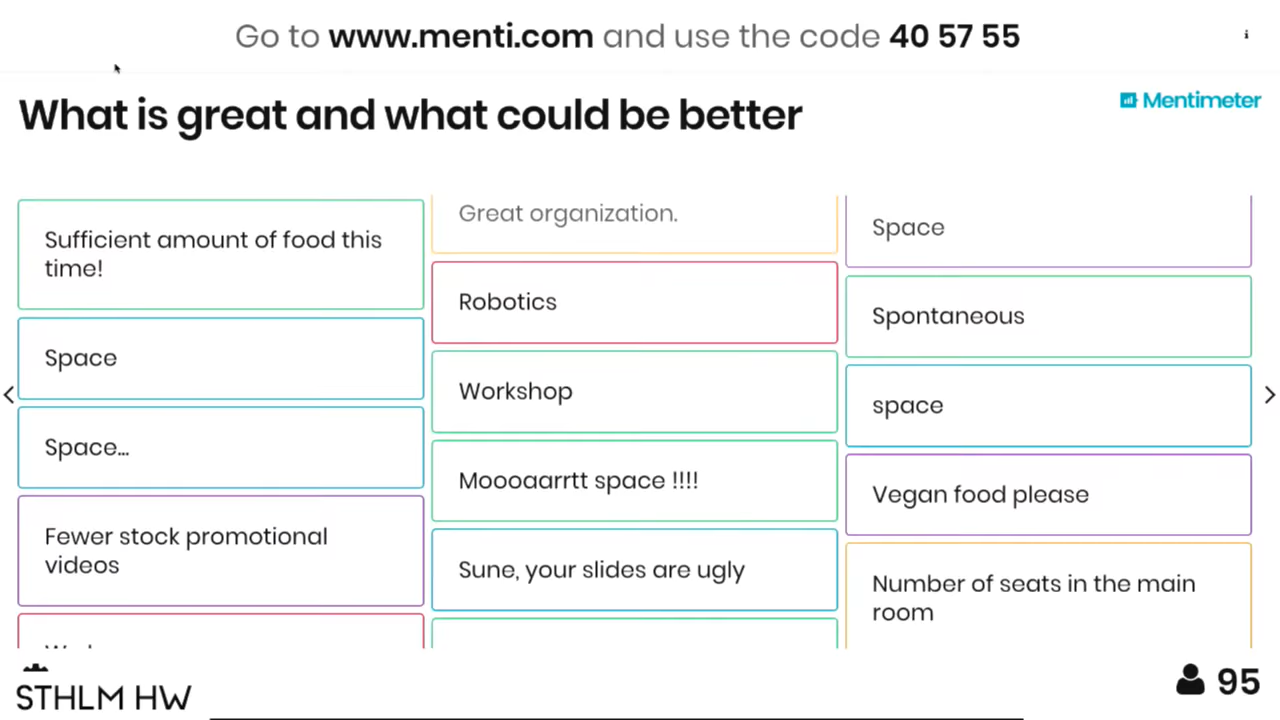 Go to www.menti.com and use the code 40 57 55
i
What is great and what could be better
Mentimeter
Sufficient amount of food this
time!
Space
Space...
Fewer stock promotional
videos
Great organization.
Robotics
Workshop
Moooaarrtt space !!!!
Sune, your slides are ugly
Space
Spontaneous
space
Vegan food please
Number of seats in the main
room
STHLM HW
95